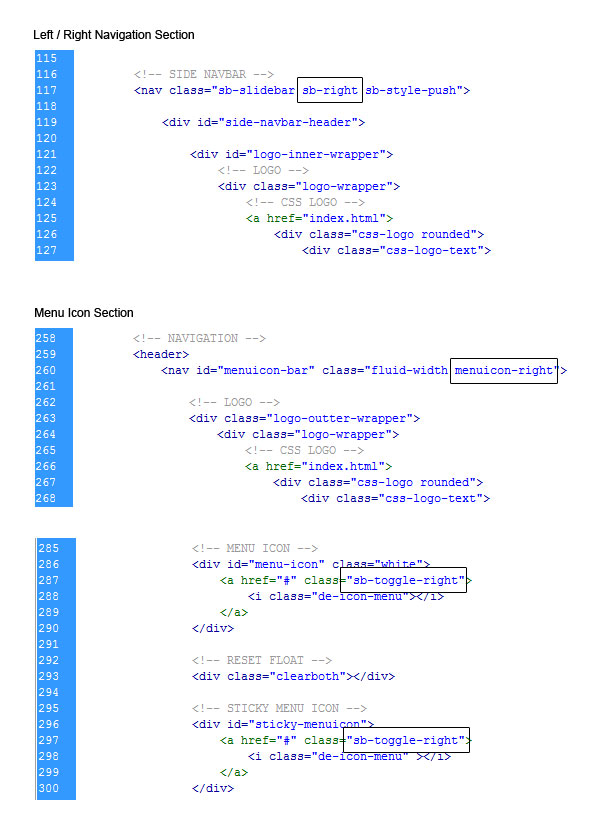 Left / Right Navigation Section
115
116 <!-- SIDE NAVBAR -->
117 <nav class="sb-slidebar sb-right sb-style-push">
118
119 <div id="side-navbar-header">
120
121 <div id="logo-inner-wrapper">
122 <!-- LOGO -->
123 <div class="logo-wrapper">
124 <!-- CSS LOGO -->
125 <a href="index.html">
126 <div class="css-logo rounded">
127 <div class="css-logo-text">
Menu Icon Section
258 <!-- NAVIGATION -->
259 <header>
260 <nav id="menuicon-bar" class="fluid-width menuicon-right">
261
262 <!-- LOGO -->
263 <div class="logo-outter-wrapper">
264 <div class="logo-wrapper">
265 <!-- CSS LOGO -->
266 <a href="index.html">
267 <div class="css-logo rounded">
268 <div class="css-logo-text">
285 <!-- MENU ICON -->
286 <div id="menu-icon" class="white">
287 <a href="#" class="sb-toggle-right">
288 <i class="de-icon-menu"></i>
289 </a>
290 </div>
291
292 <!-- RESET FLOAT -->
293 <div class="clearboth"></div>
294
295 <!-- STICKY MENU ICON -->
296 <div id="sticky-menuicon">
297 <a href="#" class="sb-toggle-right">
298 <i class="de-icon-menu" ></i>
299 </a>
300 </div>